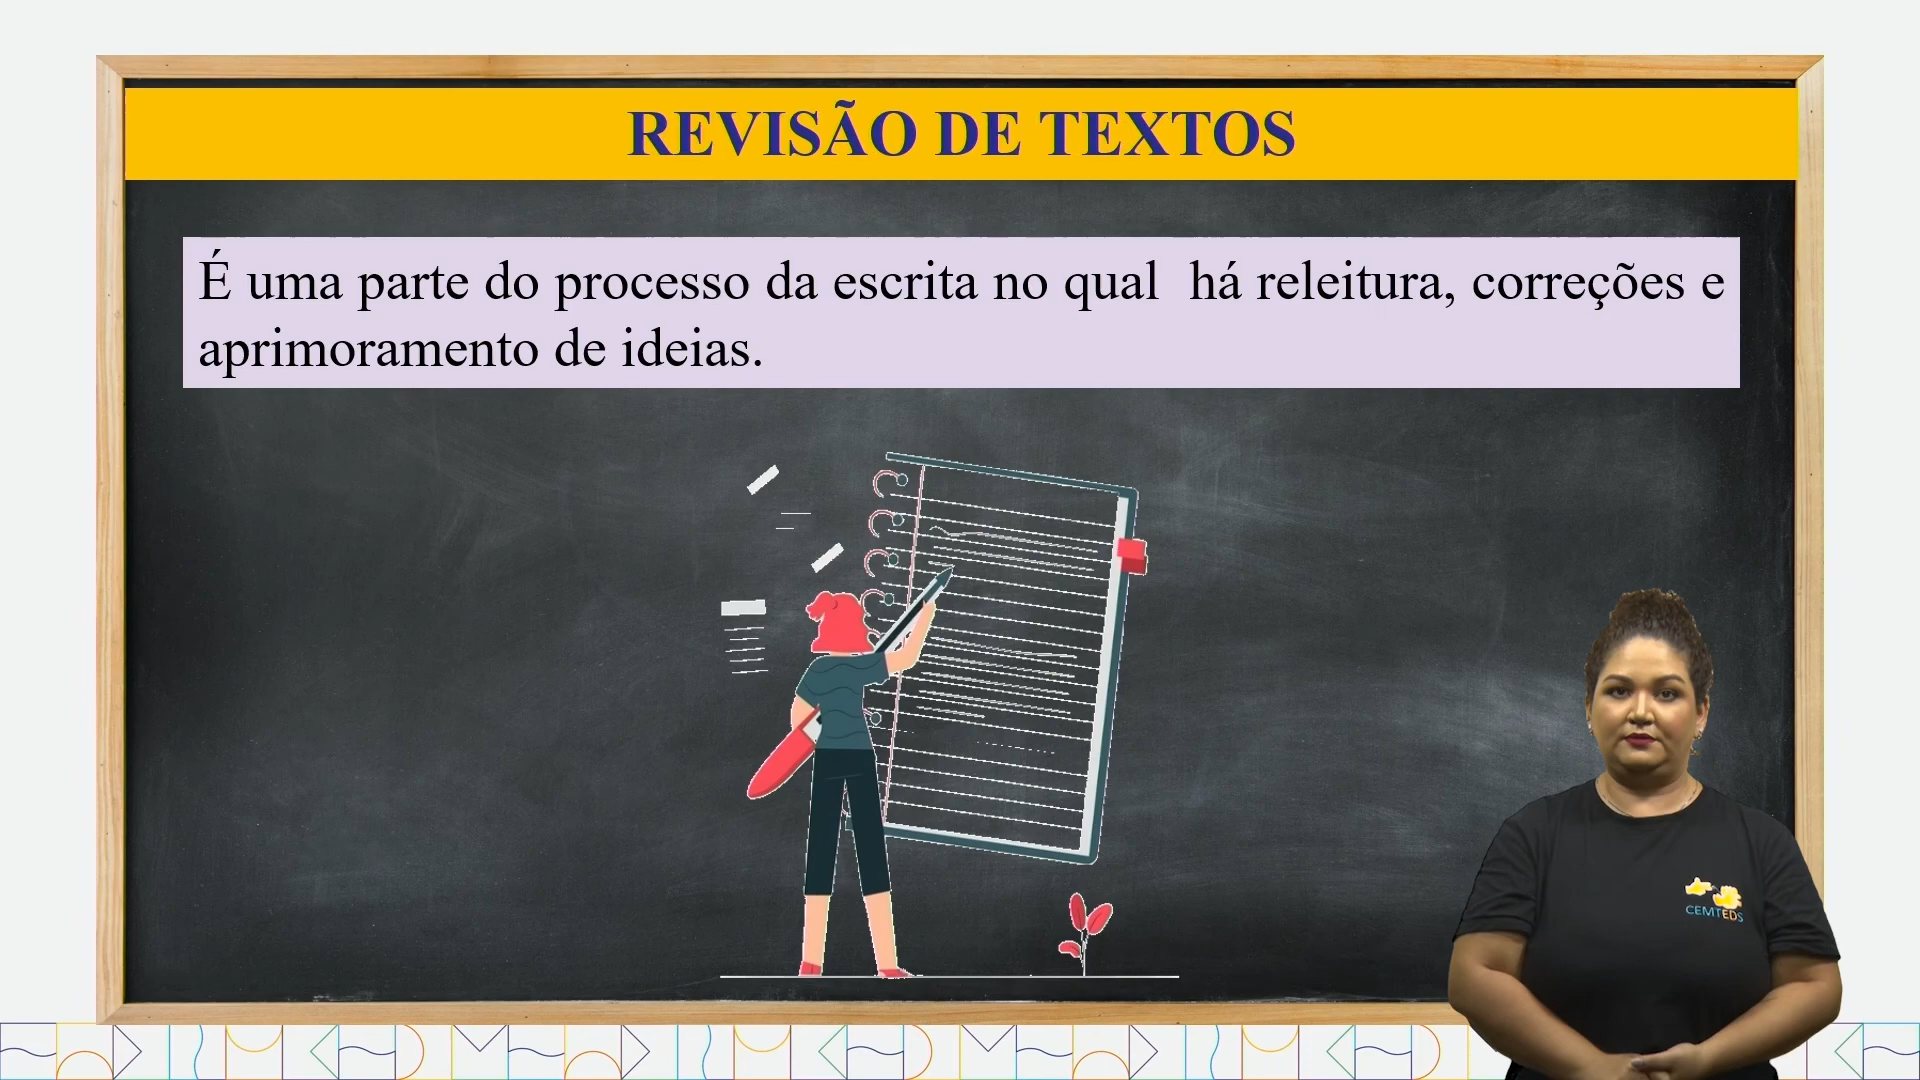 REVISÃO DE TEXTOS
É uma parte do processo da escrita no qual  há releitura, correções e
aprimoramento de ideias.
CEMTEDS